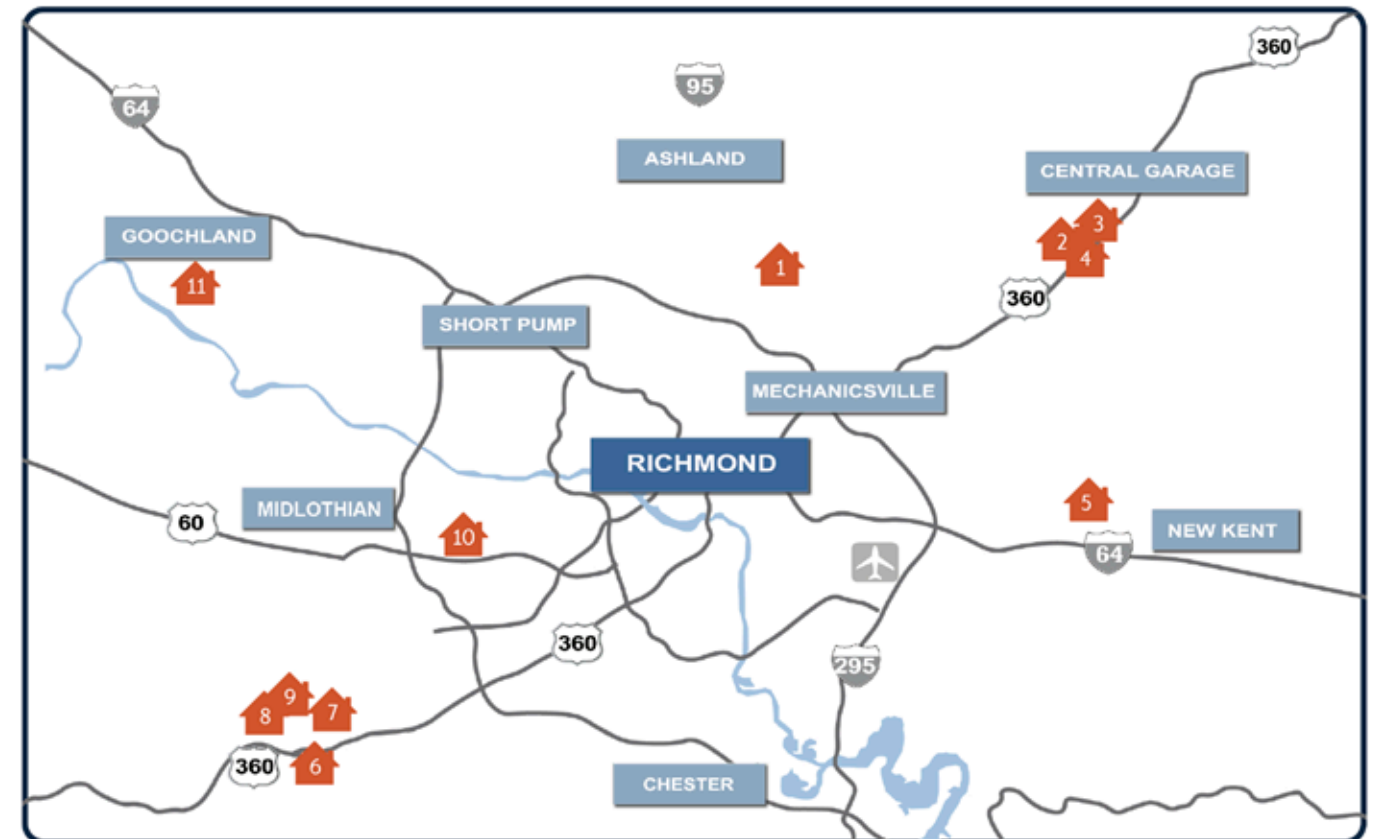 360
64
95
ASHLAND
CENTRAL GARAGE
3
GOOCHLAND
2
4
1
11
360
SHORT PUMP
MECHANICSVILLE
RICHMOND
5
MIDLOTHIAN
60
NEW KENT
10
64
360
295
9
7
8
6
360
CHESTER